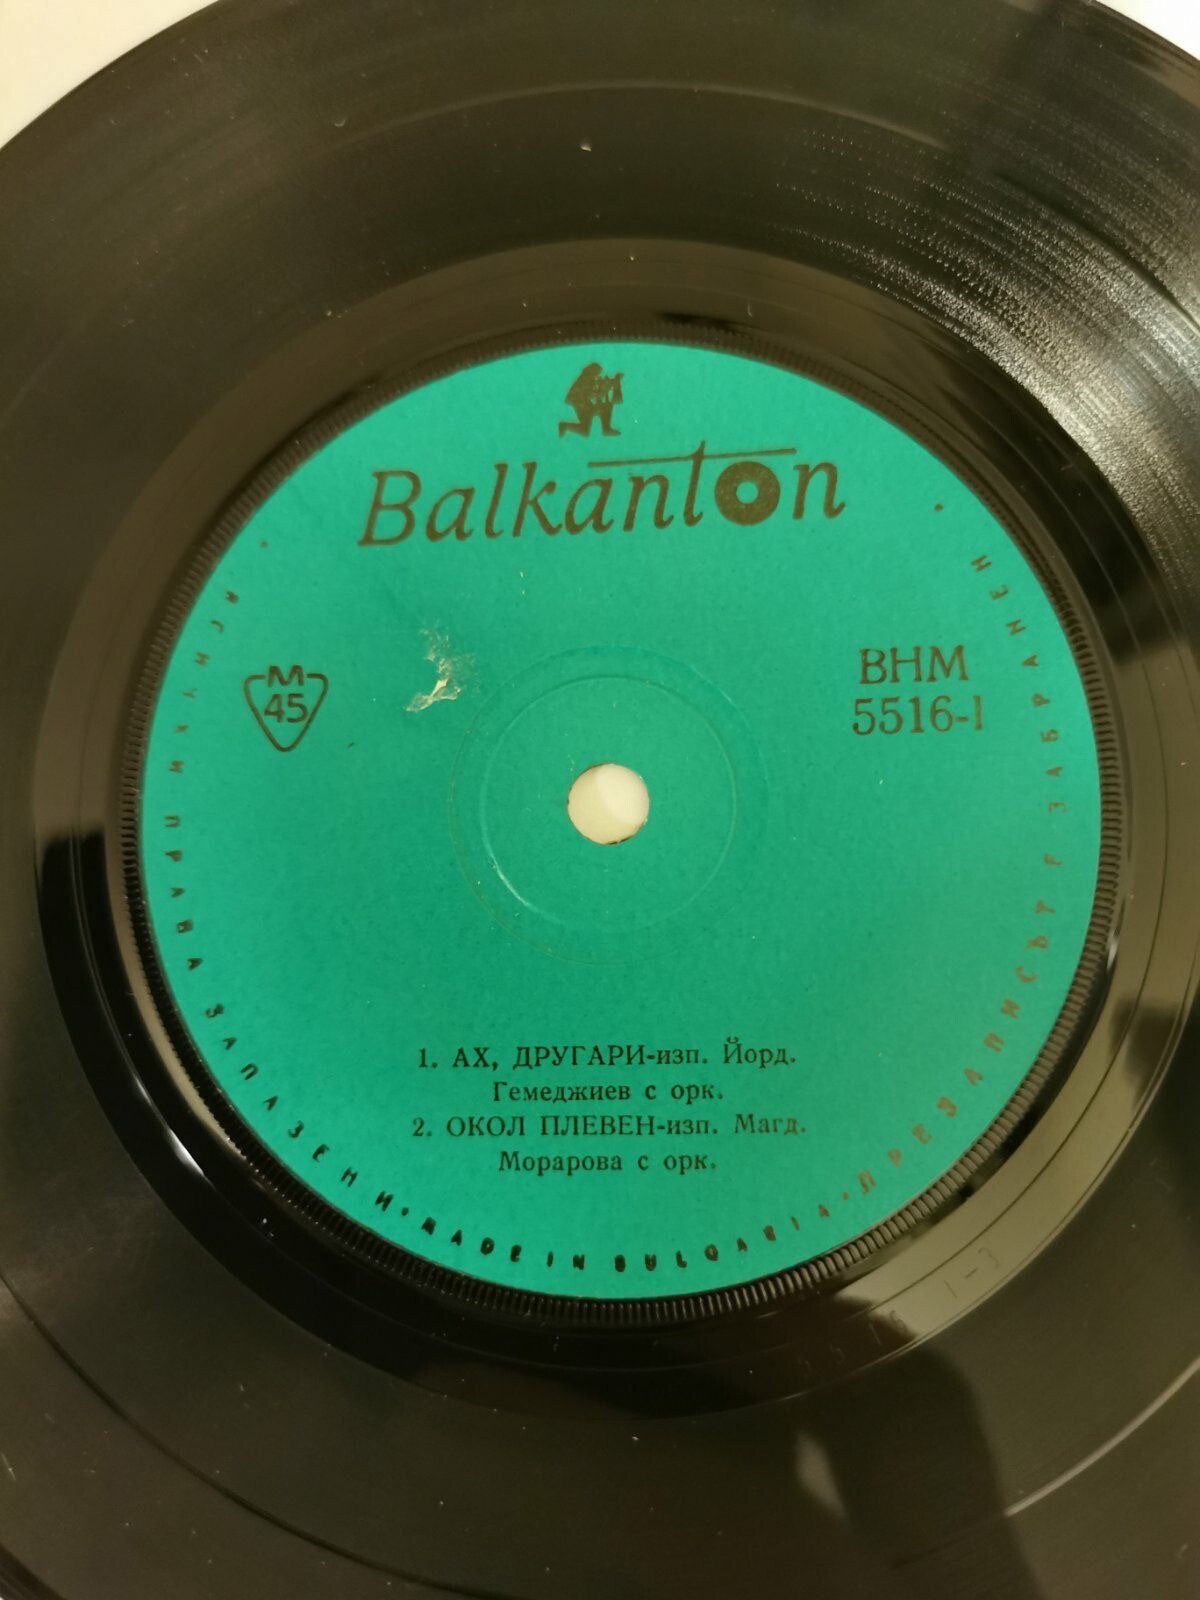 Balkanton
M
45
ВНМ
5516-I
1. АХ, ДРУГАРИ-изп. Йорд.
Гемеджиев с орк.
2. ОКОЛ ПЛЕВЕН-изп. Магд.
Морарова с орк.
ВСИЧКИ ПРАВА ЗАПАЗЕНИ • MADE IN BULGARIA • ПРЕЗАПИСЪТ Е ЗАБРАНЕН